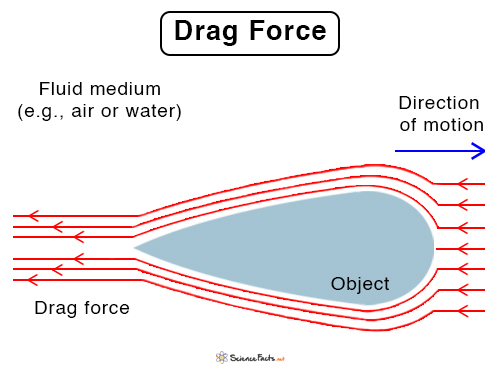 Drag Force
Fluid medium
(e.g., air or water)
Direction
of motion
Object
Drag force
ScienceFacts.net